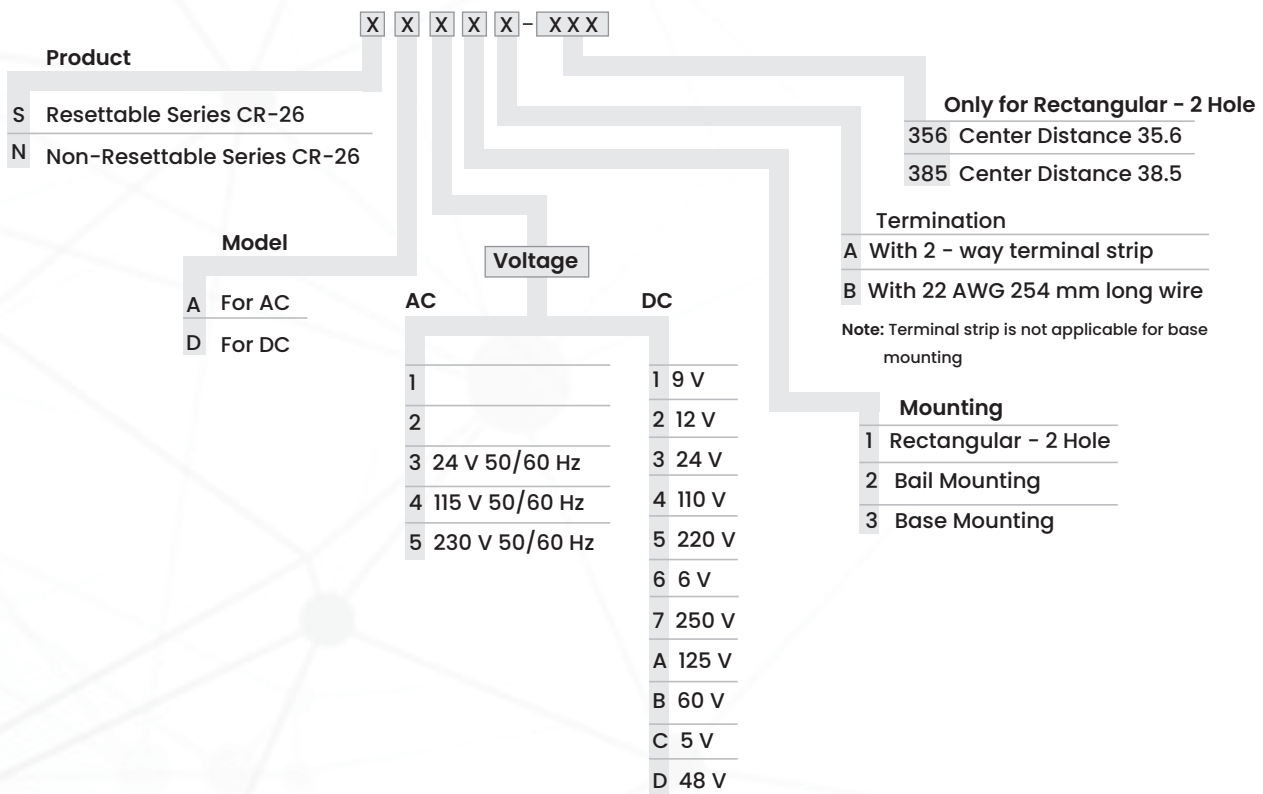 X X X X X - X X X
Product
S Resettable Series CR-26
N Non-Resettable Series CR-26
Model
A For AC
D For DC
Voltage
AC
1
2
3 24 V 50/60 Hz
4 115 V 50/60 Hz
5 230 V 50/60 Hz
DC
1 9 V
2 12 V
3 24 V
4 110 V
5 220 V
6 6 V
7 250 V
A 125 V
B 60 V
C 5 V
D 48 V
Mounting
1 Rectangular - 2 Hole
2 Bail Mounting
3 Base Mounting
Termination
A With 2 - way terminal strip
B With 22 AWG 254 mm long wire
Note: Terminal strip is not applicable for base
mounting
Only for Rectangular - 2 Hole
356 Center Distance 35.6
385 Center Distance 38.5